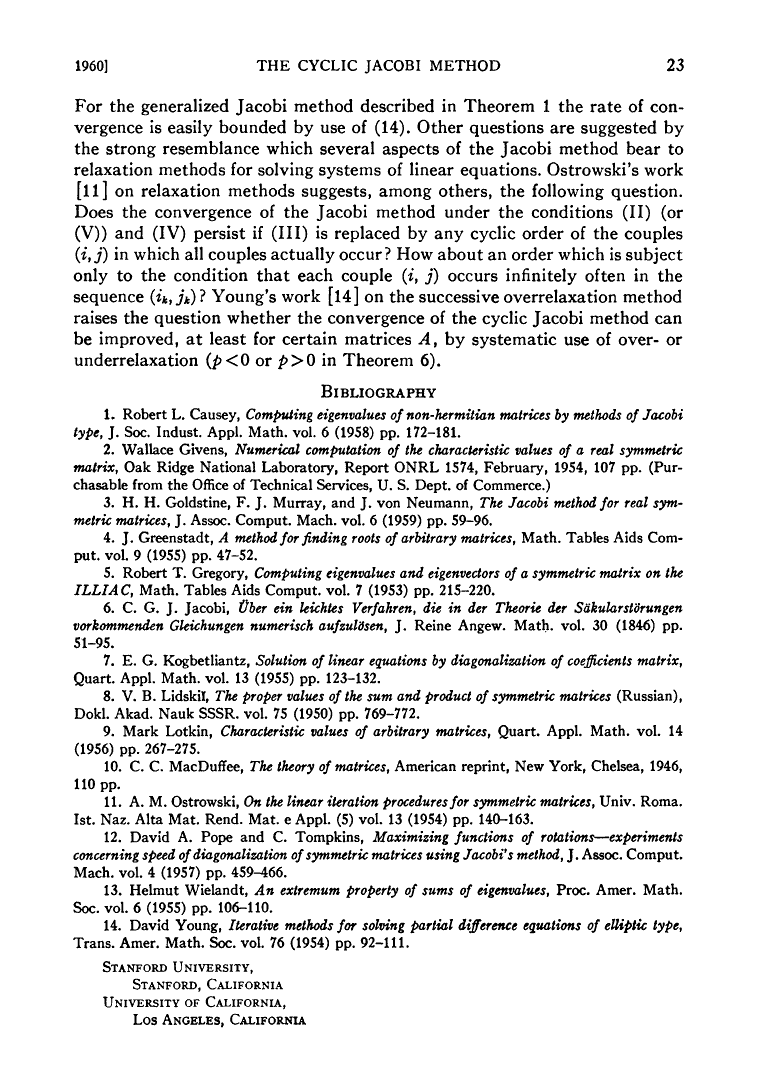 1960] THE CYCLIC JACOBI METHOD 23
For the generalized Jacobi method described in Theorem 1 the rate of con-
vergence is easily bounded by use of (14). Other questions are suggested by
the strong resemblance which several aspects of the Jacobi method bear to
relaxation methods for solving systems of linear equations. Ostrowski's work
[11] on relaxation methods suggests, among others, the following question.
Does the convergence of the Jacobi method under the conditions (II) (or
(V)) and (IV) persist if (III) is replaced by any cyclic order of the couples
(i, j) in which all couples actually occur? How about an order which is subject
only to the condition that each couple (i, j) occurs infinitely often in the
sequence (iₖ, jₖ)? Young's work [14] on the successive overrelaxation method
raises the question whether the convergence of the cyclic Jacobi method can
be improved, at least for certain matrices A, by systematic use of over- or
underrelaxation (p<0 or p>0 in Theorem 6).
BIBLIOGRAPHY
1. Robert L. Causey, Computing eigenvalues of non-hermitian matrices by methods of Jacobi
type, J. Soc. Indust. Appl. Math. vol. 6 (1958) pp. 172–181.
2. Wallace Givens, Numerical computation of the characteristic values of a real symmetric
matrix, Oak Ridge National Laboratory, Report ONRL 1574, February, 1954, 107 pp. (Pur-
chasable from the Office of Technical Services, U. S. Dept. of Commerce.)
3. H. H. Goldstine, F. J. Murray, and J. von Neumann, The Jacobi method for real sym-
metric matrices, J. Assoc. Comput. Mach. vol. 6 (1959) pp. 59–96.
4. J. Greenstadt, A method for finding roots of arbitrary matrices, Math. Tables Aids Com-
put. vol. 9 (1955) pp. 47–52.
5. Robert T. Gregory, Computing eigenvalues and eigenvectors of a symmetric matrix on the
ILLIAC, Math. Tables Aids Comput. vol. 7 (1953) pp. 215–220.
6. C. G. J. Jacobi, Über ein leichtes Verfahren, die in der Theorie der Säkularstörungen
vorkommenden Gleichungen numerisch aufzulösen, J. Reine Angew. Math. vol. 30 (1846) pp.
51–95.
7. E. G. Kogbetliantz, Solution of linear equations by diagonalization of coefficients matrix,
Quart. Appl. Math. vol. 13 (1955) pp. 123–132.
8. V. B. Lidskiĭ, The proper values of the sum and product of symmetric matrices (Russian),
Dokl. Akad. Nauk SSSR. vol. 75 (1950) pp. 769–772.
9. Mark Lotkin, Characteristic values of arbitrary matrices, Quart. Appl. Math. vol. 14
(1956) pp. 267–275.
10. C. C. MacDuffee, The theory of matrices, American reprint, New York, Chelsea, 1946,
110 pp.
11. A. M. Ostrowski, On the linear iteration procedures for symmetric matrices, Univ. Roma.
Ist. Naz. Alta Mat. Rend. Mat. e Appl. (5) vol. 13 (1954) pp. 140–163.
12. David A. Pope and C. Tompkins, Maximizing functions of rotations—experiments
concerning speed of diagonalization of symmetric matrices using Jacobi's method, J. Assoc. Comput.
Mach. vol. 4 (1957) pp. 459–466.
13. Helmut Wielandt, An extremum property of sums of eigenvalues, Proc. Amer. Math.
Soc. vol. 6 (1955) pp. 106–110.
14. David Young, Iterative methods for solving partial difference equations of elliptic type,
Trans. Amer. Math. Soc. vol. 76 (1954) pp. 92–111.
STANFORD UNIVERSITY,
STANFORD, CALIFORNIA
UNIVERSITY OF CALIFORNIA,
LOS ANGELES, CALIFORNIA